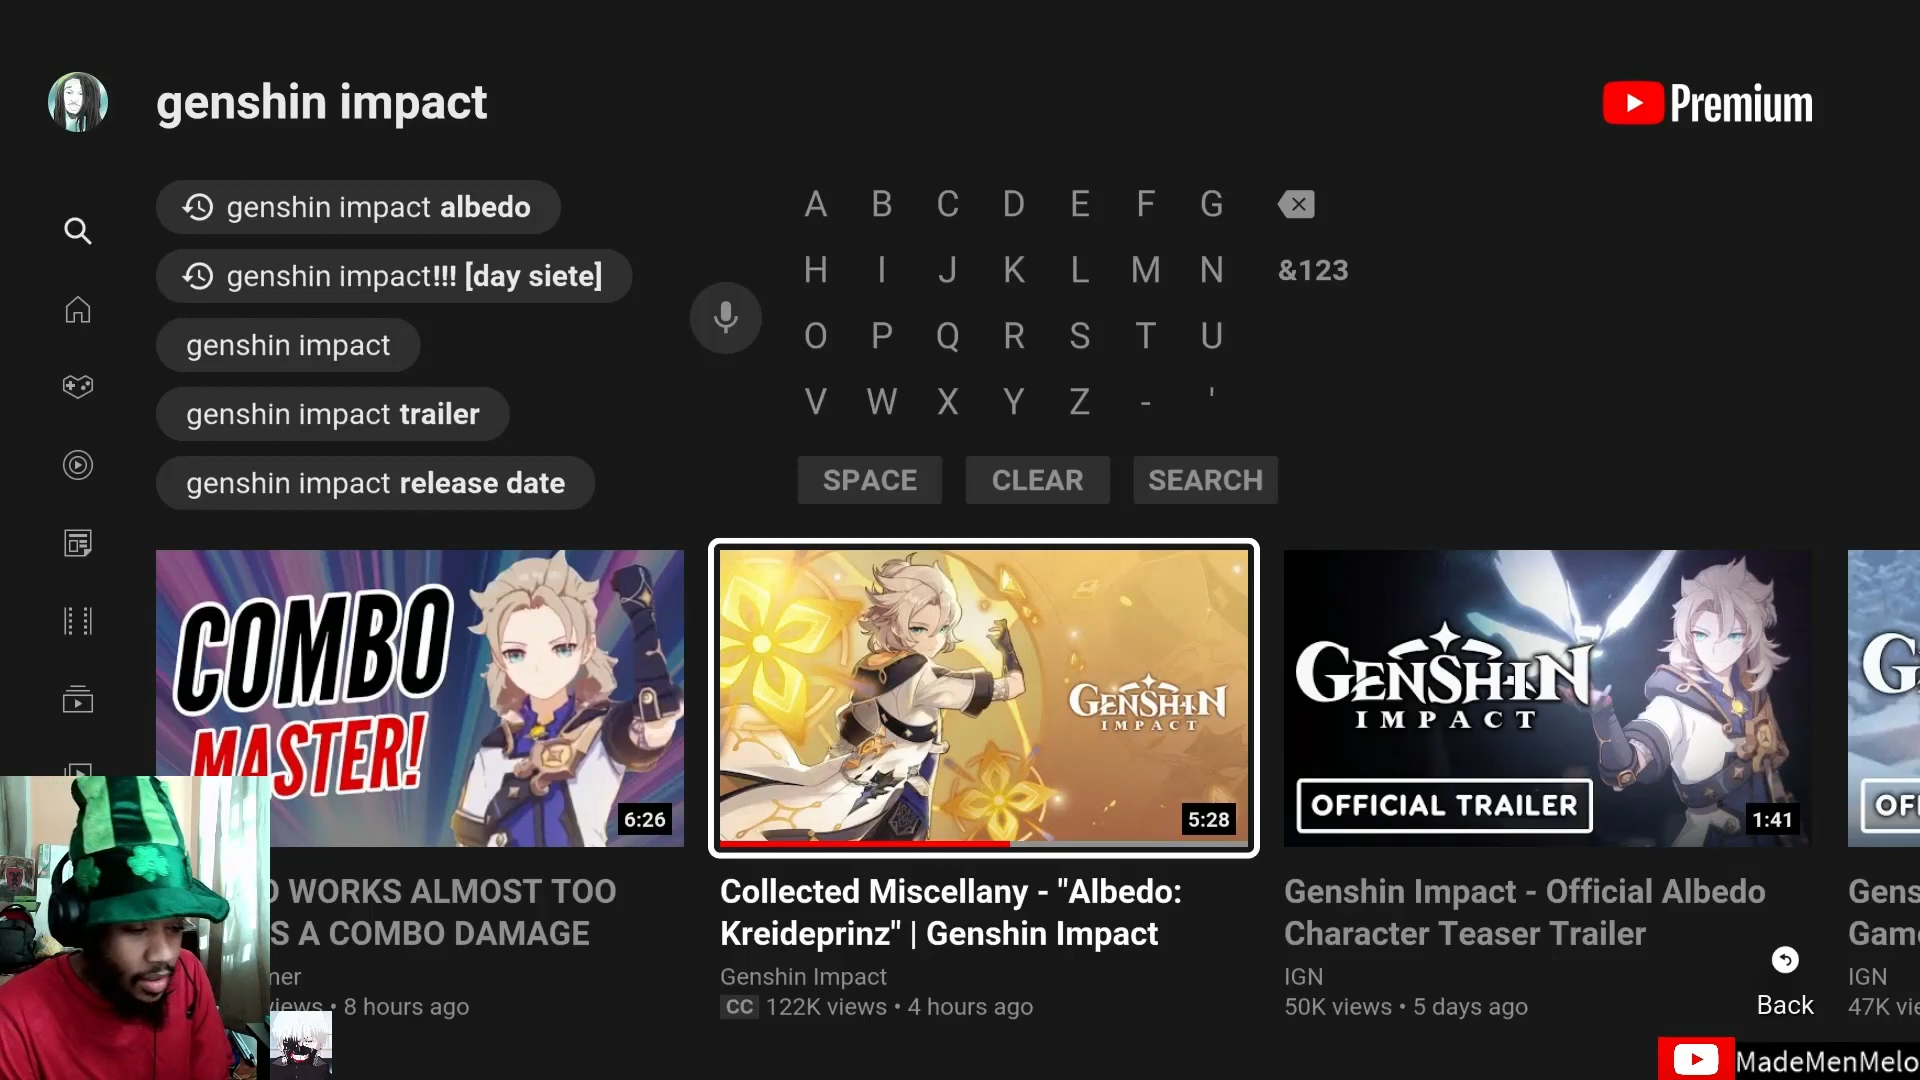 genshin impact
Premium
genshin impact albedo
genshin impact!!! [day siete]
genshin impact
genshin impact trailer
genshin impact release date
A B C D E F G
H I J K L M N &123
O P Q R S T U
V W X Y Z - '
SPACE CLEAR SEARCH
COMBO
MASTER!
6:26
GENSHIN
IMPACT
5:28
GENSHIN
IMPACT
OFFICIAL TRAILER
1:41
WORKS ALMOST TOO
A COMBO DAMAGE
8 hours ago
Collected Miscellany - "Albedo:
Kreideprinz" | Genshin Impact
Genshin Impact
CC 122K views • 4 hours ago
Genshin Impact - Official Albedo
Character Teaser Trailer
IGN
50K views • 5 days ago
IGN
Back
MadeMenMelo